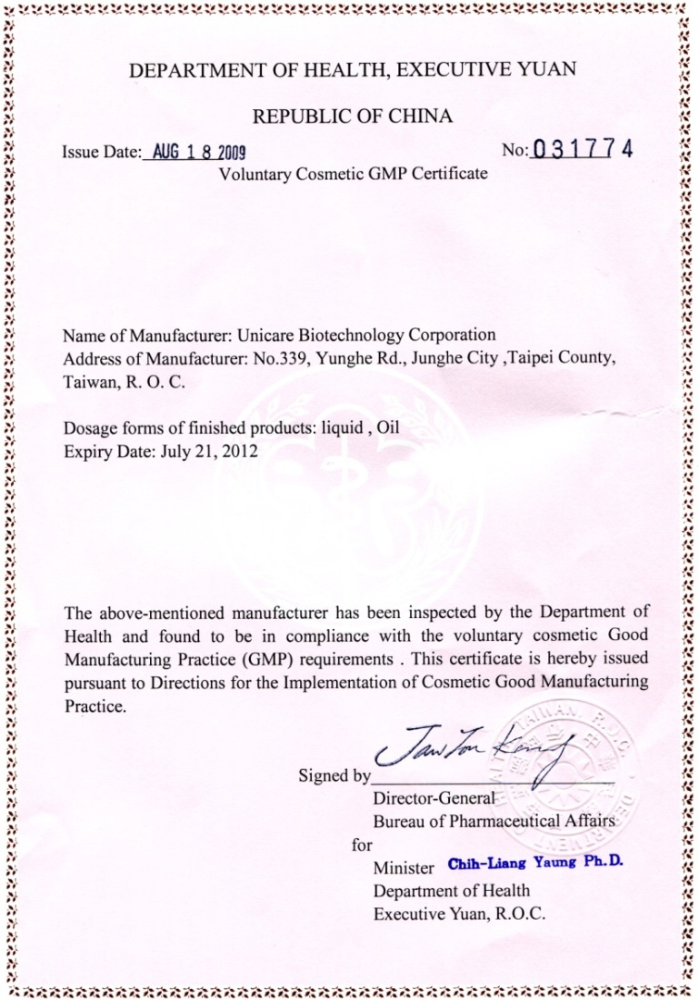 DEPARTMENT OF HEALTH, EXECUTIVE YUAN
REPUBLIC OF CHINA
Issue Date: AUG 1 8 2009 No: 031774
Voluntary Cosmetic GMP Certificate
Name of Manufacturer: Unicare Biotechnology Corporation
Address of Manufacturer: No.339, Yunghe Rd., Junghe City ,Taipei County,
Taiwan, R. O. C.
Dosage forms of finished products: liquid , Oil
Expiry Date: July 21, 2012
The above-mentioned manufacturer has been inspected by the Department of
Health and found to be in compliance with the voluntary cosmetic Good
Manufacturing Practice (GMP) requirements . This certificate is hereby issued
pursuant to Directions for the Implementation of Cosmetic Good Manufacturing
Practice.
Signed by
Director-General
Bureau of Pharmaceutical Affairs
for
Minister Chih-Liang Yaung Ph.D.
Department of Health
Executive Yuan, R.O.C.
TAIWAN, R.O.C.
DEPARTMENT